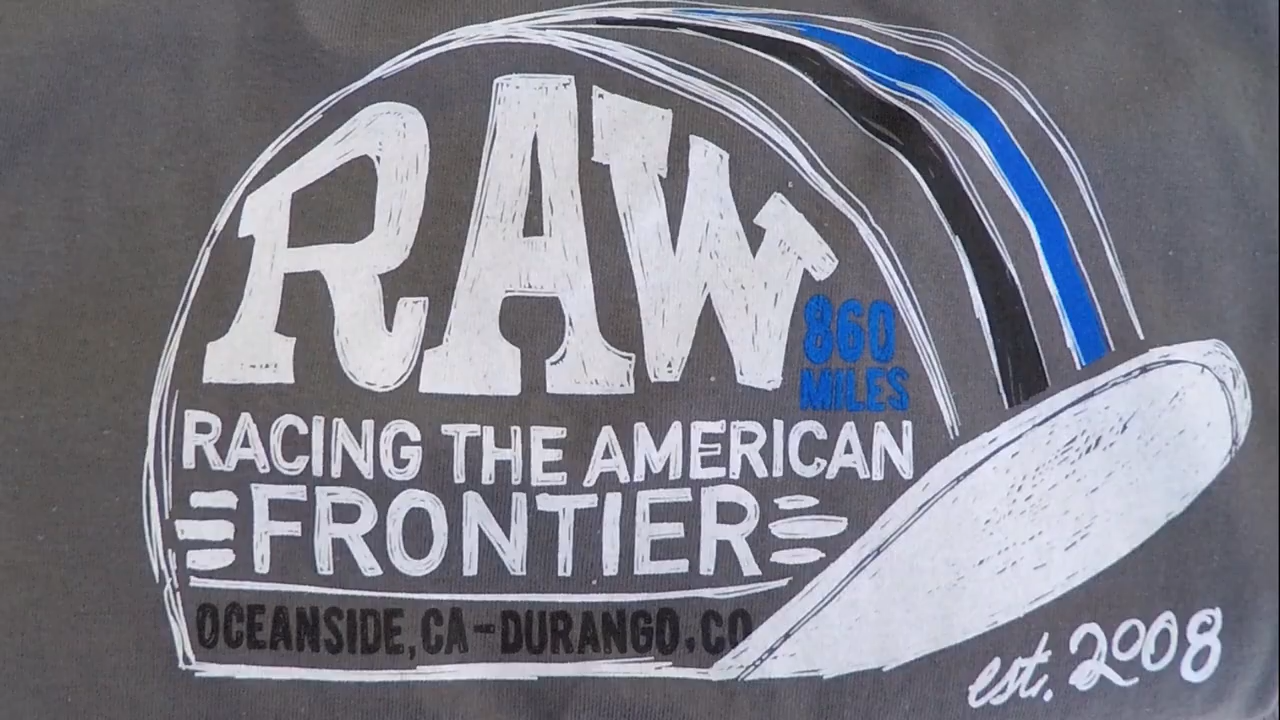 RAW
860
MILES
RACING THE AMERICAN
FRONTIER
OCEANSIDE, CA - DURANGO, CO
est. 2008